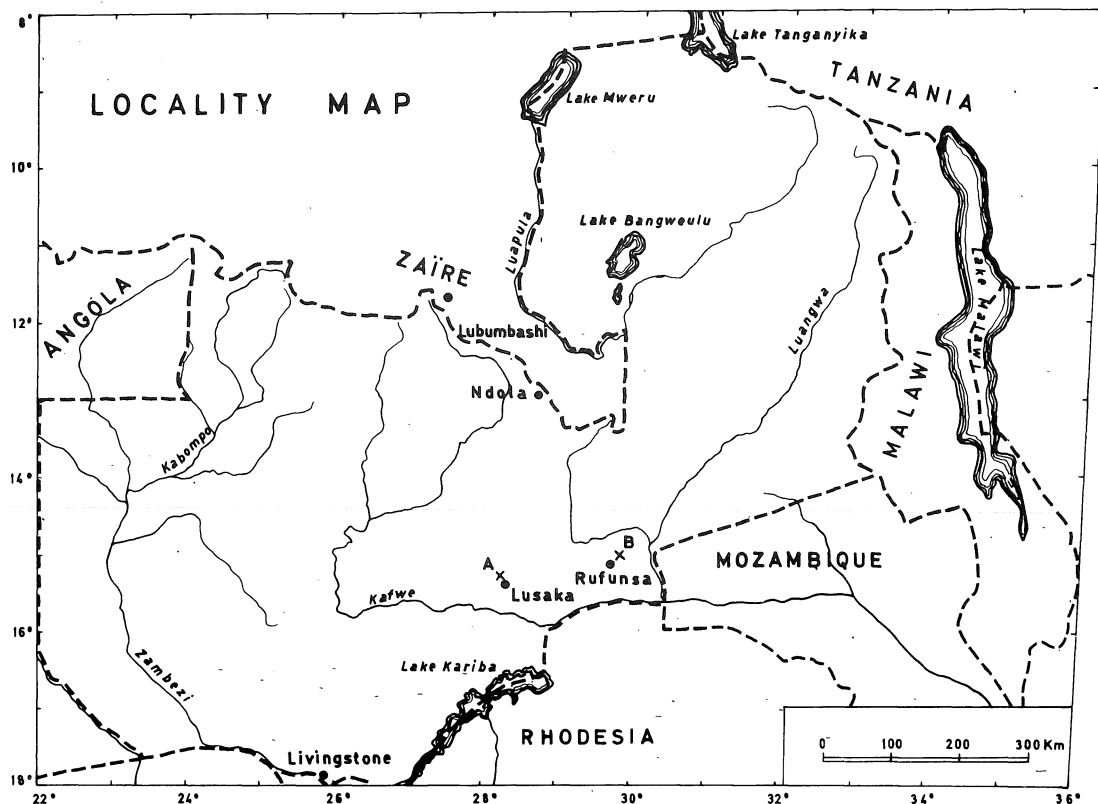 8°
LOCALITY MAP
Lake Tanganyika
TANZANIA
Lake Mweru
10°
Lake Bangweulu
Luapula
ZAÏRE
ANGOLA
Luangwa
Lake Malawi
12°
Lubumbashi
Ndola
MALAWI
Kabompo
14°
B
A
MOZAMBIQUE
Rufunsa
Lusaka
Kafwe
16°
Lake Kariba
Zambezi
RHODESIA
Livingstone
0 100 200 300 Km
18°
22° 24° 26° 28° 30° 32° 34° 36°